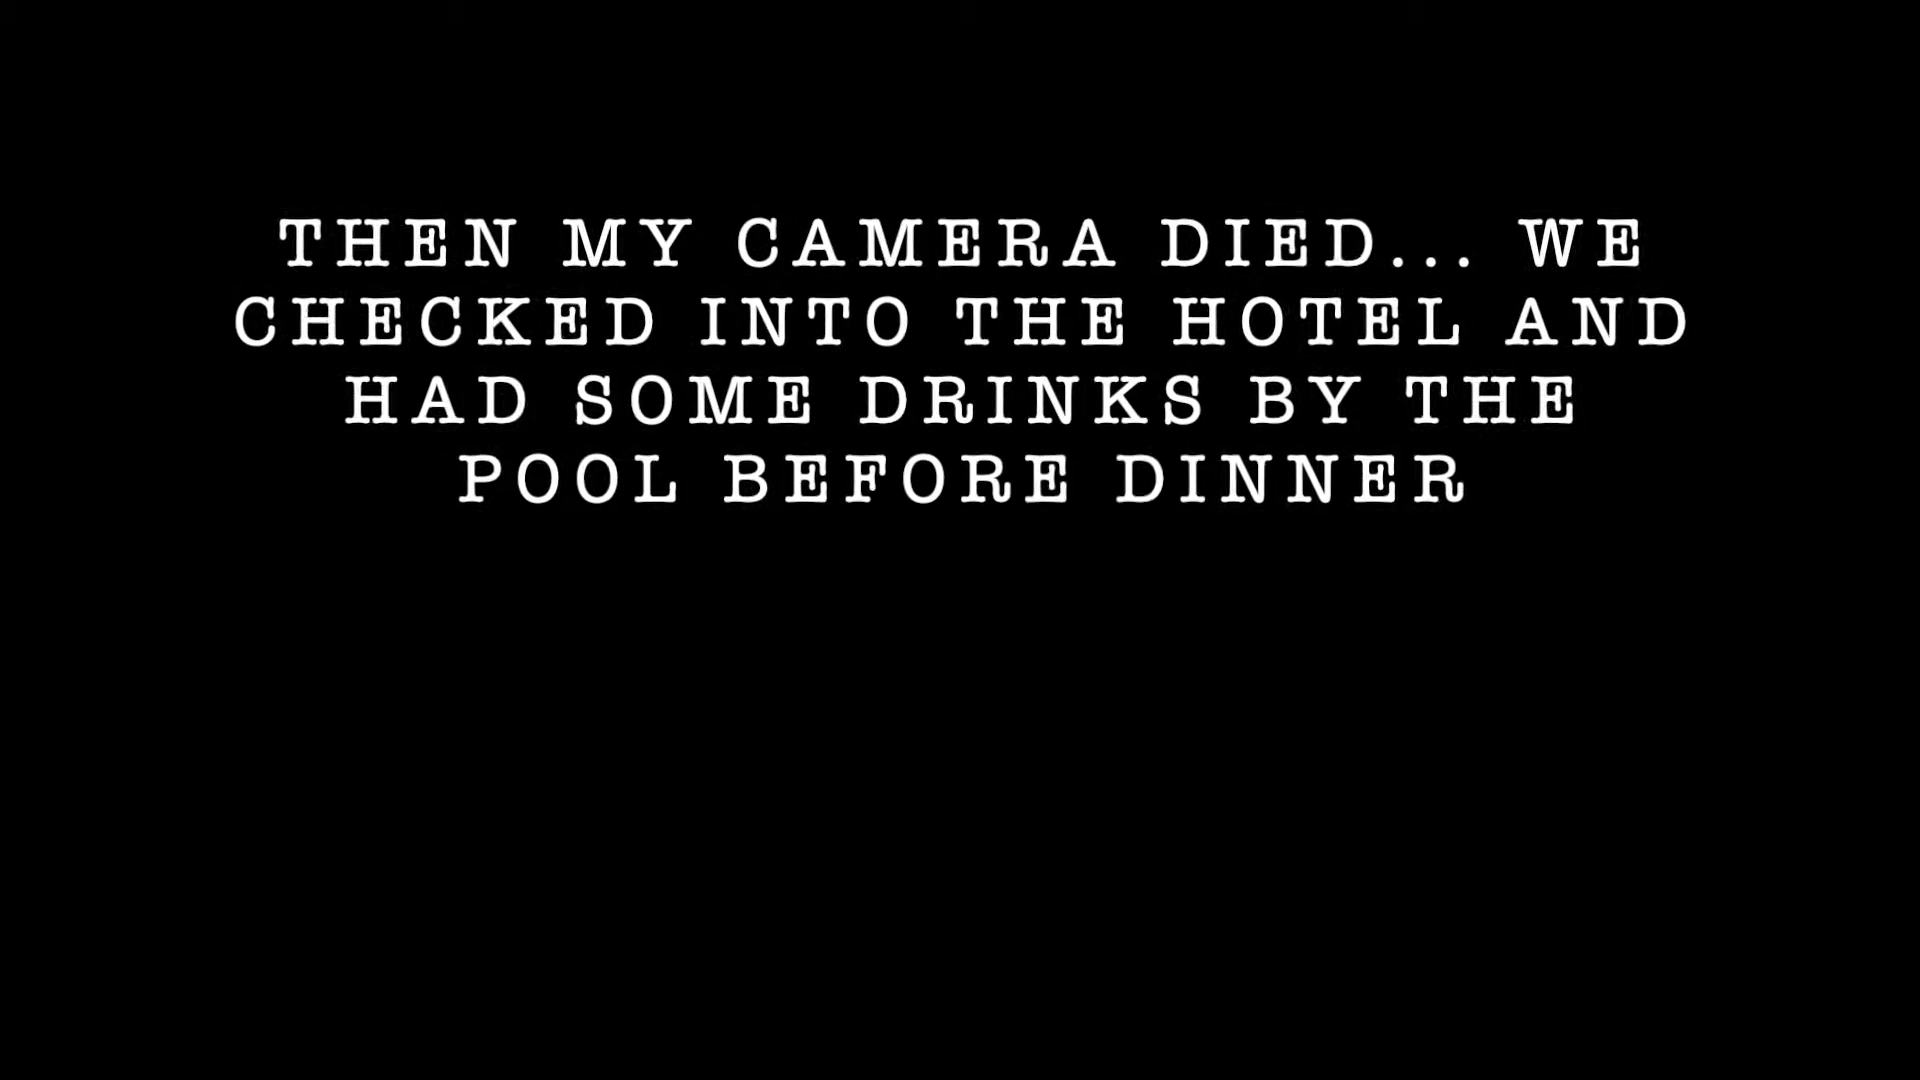 THEN MY CAMERA DIED... WE
CHECKED INTO THE HOTEL AND
HAD SOME DRINKS BY THE
POOL BEFORE DINNER